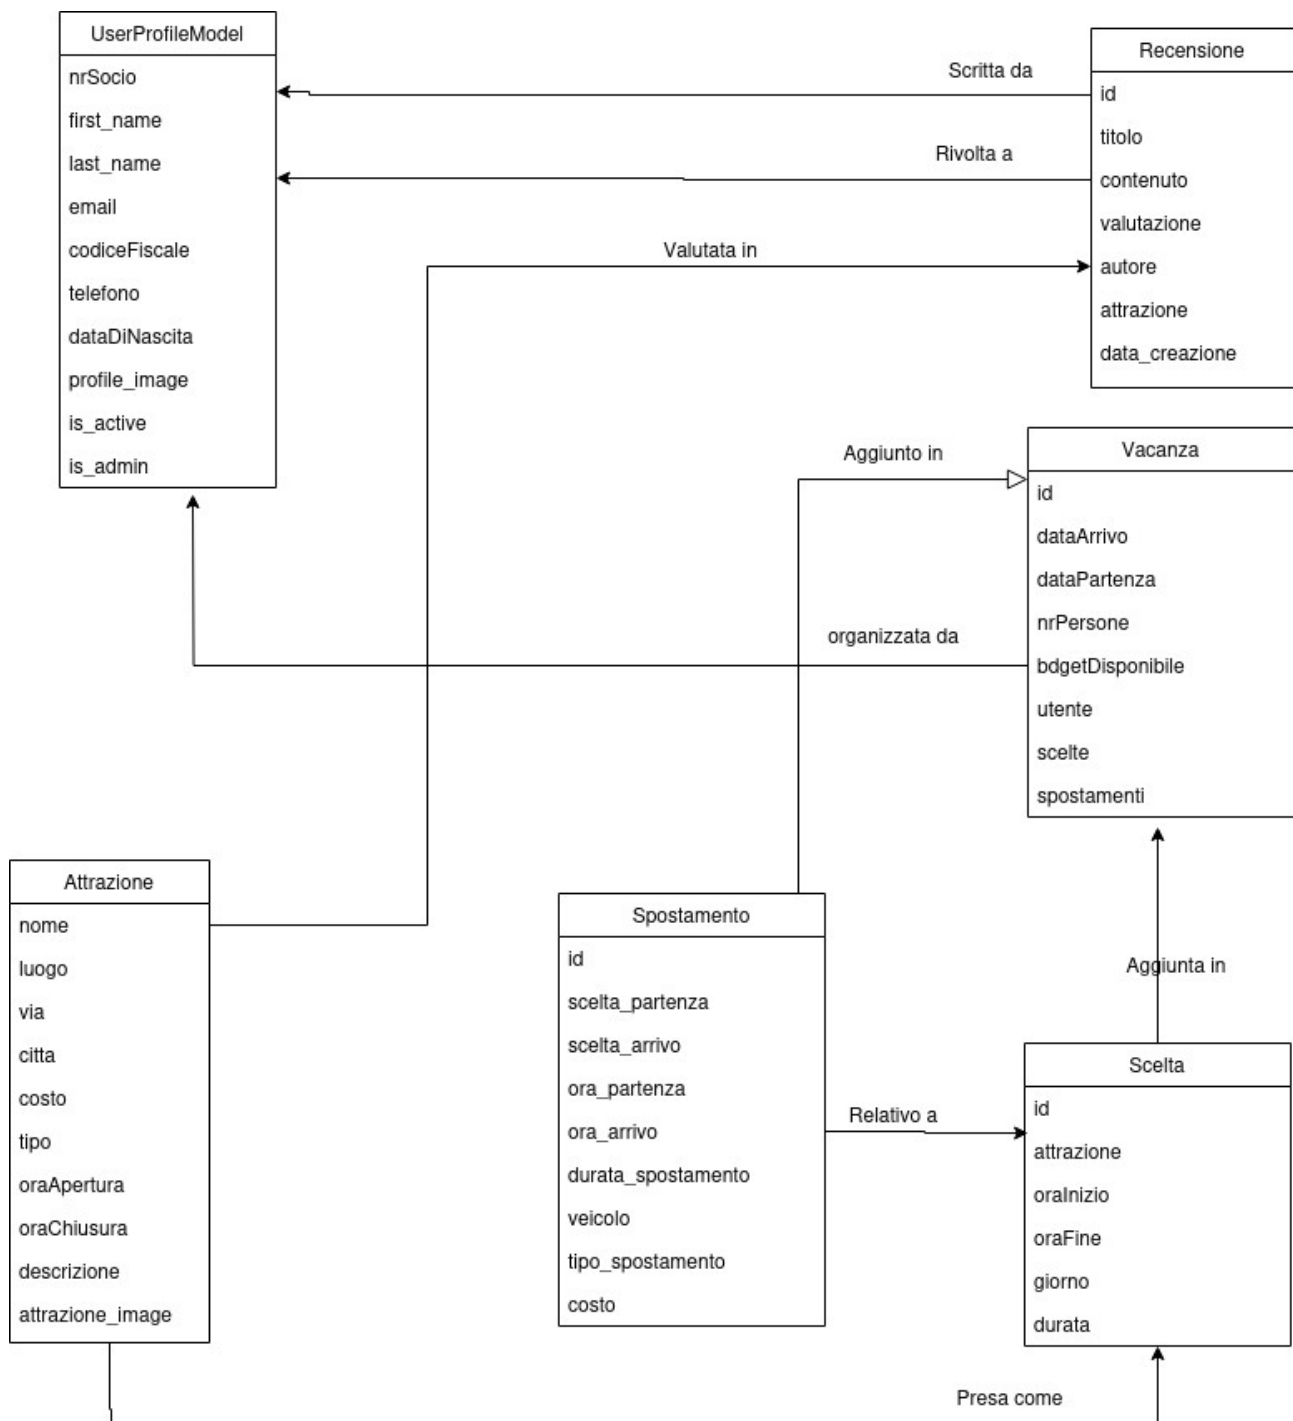 UserProfileModel
nrSocio
first_name
last_name
email
codiceFiscale
telefono
dataDiNascita
profile_image
is_active
is_admin
Scritta da
Rivolta a
Valutata in
Recensione
id
titolo
contenuto
valutazione
autore
attrazione
data_creazione
Aggiunto in
organizzata da
Vacanza
id
dataArrivo
dataPartenza
nrPersone
bdgetDisponibile
utente
scelte
spostamenti
Attrazione
nome
luogo
via
citta
costo
tipo
oraApertura
oraChiusura
descrizione
attrazione_image
Spostamento
id
scelta_partenza
scelta_arrivo
ora_partenza
ora_arrivo
durata_spostamento
veicolo
tipo_spostamento
costo
Relativo a
Aggiunta in
Scelta
id
attrazione
oraInizio
oraFine
giorno
durata
Presa come